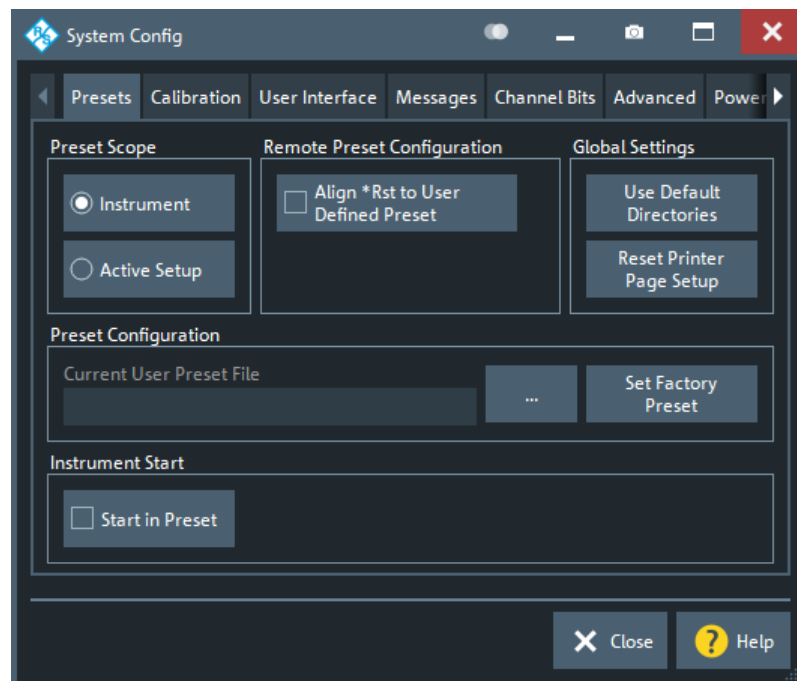 R&S System Config
Presets Calibration User Interface Messages Channel Bits Advanced Power
Preset Scope
Instrument
Active Setup
Remote Preset Configuration
Align *Rst to User
Defined Preset
Global Settings
Use Default
Directories
Reset Printer
Page Setup
Preset Configuration
Current User Preset File
...
Set Factory
Preset
Instrument Start
Start in Preset
Close
? Help